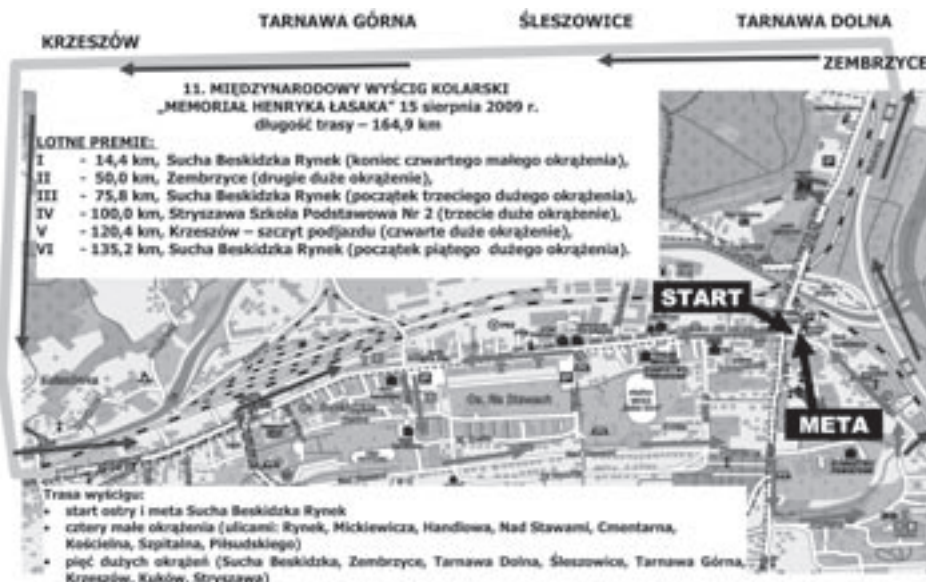 TARNAWA GÓRNA ŚLESZOWICE TARNAWA DOLNA
KRZESZÓW
ZEMBRZYCE
11. MIĘDZYNARODOWY WYŚCIG KOLARSKI
„MEMORIAŁ HENRYKA ŁASAKA” 15 sierpnia 2009 r.
długość trasy – 164,9 km
LOTNE PREMIE:
I - 14,4 km, Sucha Beskidzka Rynek (koniec czwartego małego okrążenia),
II - 50,0 km, Zembrzyce (drugie duże okrążenie),
III - 75,8 km, Sucha Beskidzka Rynek (początek trzeciego dużego okrążenia),
IV - 100,0 km, Stryszawa Szkoła Podstawowa Nr 2 (trzecie duże okrążenie),
V - 120,4 km, Krzeszów – szczyt podjazdu (czwarte duże okrążenie),
VI - 135,2 km, Sucha Beskidzka Rynek (początek piątego dużego okrążenia).
START
Os. Na Stawach
META
Trasa wyścigu:
• start ostry i meta Sucha Beskidzka Rynek
• cztery małe okrążenia (ulicami: Rynek, Mickiewicza, Handlowa, Nad Stawami, Cmentarna,
Kościelna, Szpitalna, Piłsudskiego)
• pięć dużych okrążeń (Sucha Beskidzka, Zembrzyce, Tarnawa Dolna, Śleszowice, Tarnawa Górna,
Krzeszów, Kuków, Stryszawa)